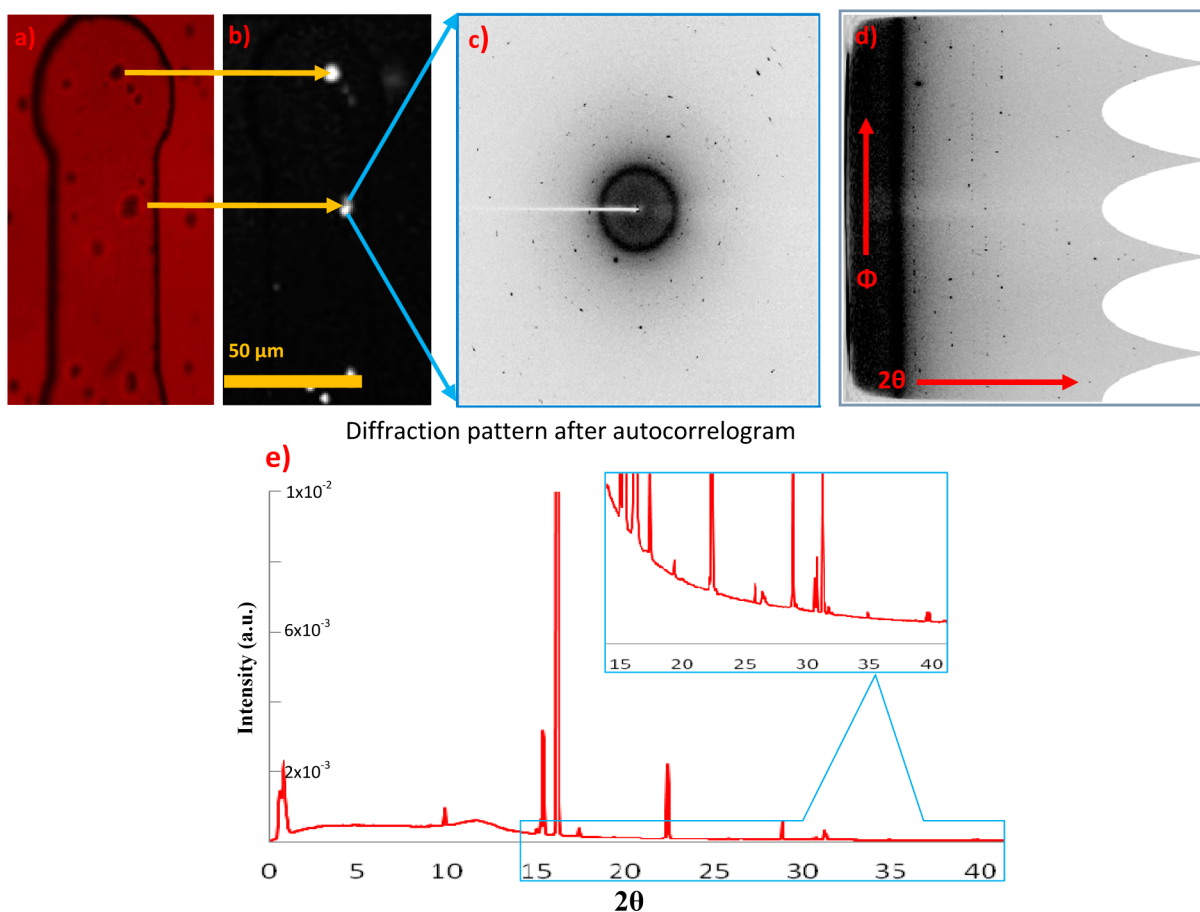 a)
b)
c)
d)
50 µm
Φ
2θ
Diffraction pattern after autocorrelogram
e)
1x10⁻²
6x10⁻³
2x10⁻³
Intensity (a.u.)
15 20 25 30 35 40
0 5 10 15 20 25 30 35 40
2θ